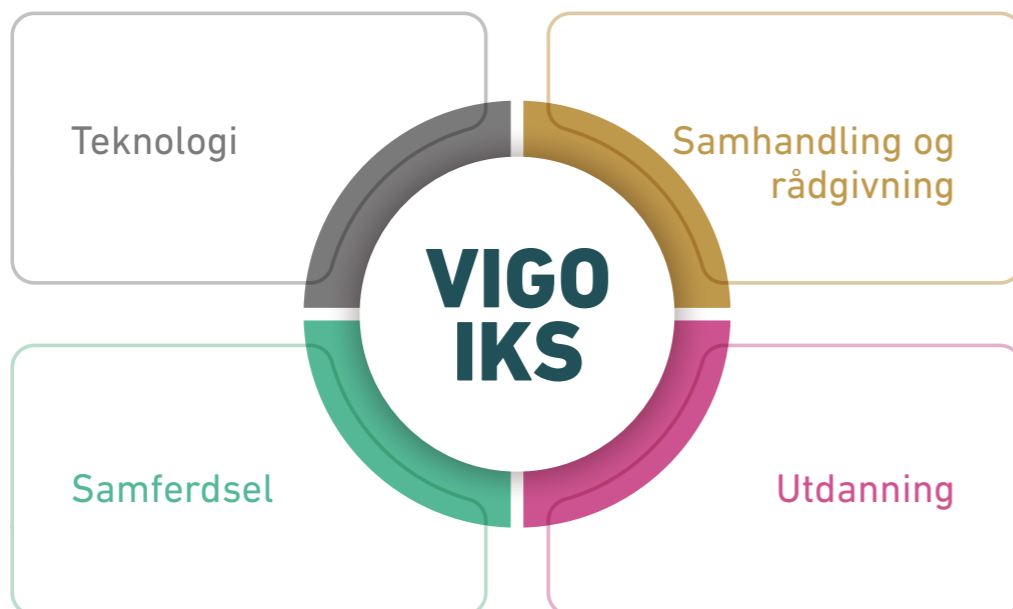 Teknologi
Samhandling og
rådgivning
VIGO
IKS
Samferdsel
Utdanning